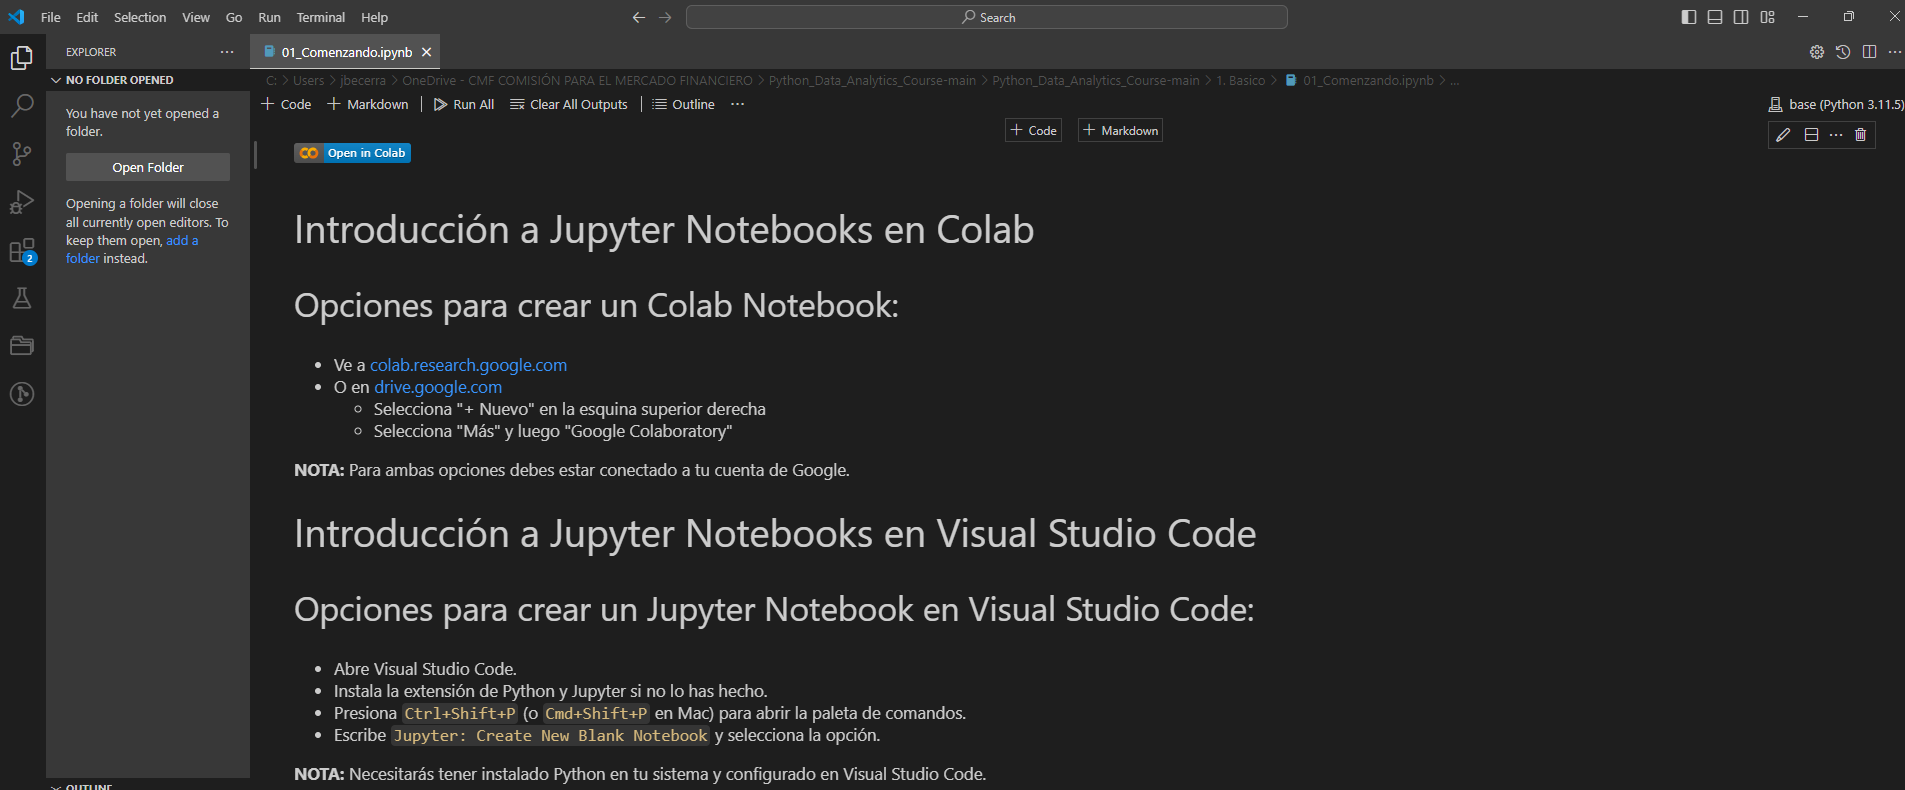 File Edit Selection View Go Run Terminal Help
Search
EXPLORER
01_Comenzando.ipynb
NO FOLDER OPENED
C: > Users > jbecerra > OneDrive - CMF COMISIÓN PARA EL MERCADO FINANCIERO > Python_Data_Analytics_Course-main > Python_Data_Analytics_Course-main > 1. Basico > 01_Comenzando.ipynb > ...
+ Code + Markdown | Run All Clear All Outputs | Outline ...
base (Python 3.11.5)
You have not yet opened a
folder.
Open Folder
Opening a folder will close
all currently open editors. To
keep them open, add a
folder instead.
2
OUTLINE
+ Code + Markdown
Open in Colab
Introducción a Jupyter Notebooks en Colab
Opciones para crear un Colab Notebook:
• Ve a colab.research.google.com
• O en drive.google.com
◦ Selecciona "+ Nuevo" en la esquina superior derecha
◦ Selecciona "Más" y luego "Google Colaboratory"
NOTA: Para ambas opciones debes estar conectado a tu cuenta de Google.
Introducción a Jupyter Notebooks en Visual Studio Code
Opciones para crear un Jupyter Notebook en Visual Studio Code:
• Abre Visual Studio Code.
• Instala la extensión de Python y Jupyter si no lo has hecho.
• Presiona Ctrl+Shift+P (o Cmd+Shift+P en Mac) para abrir la paleta de comandos.
• Escribe Jupyter: Create New Blank Notebook y selecciona la opción.
NOTA: Necesitarás tener instalado Python en tu sistema y configurado en Visual Studio Code.